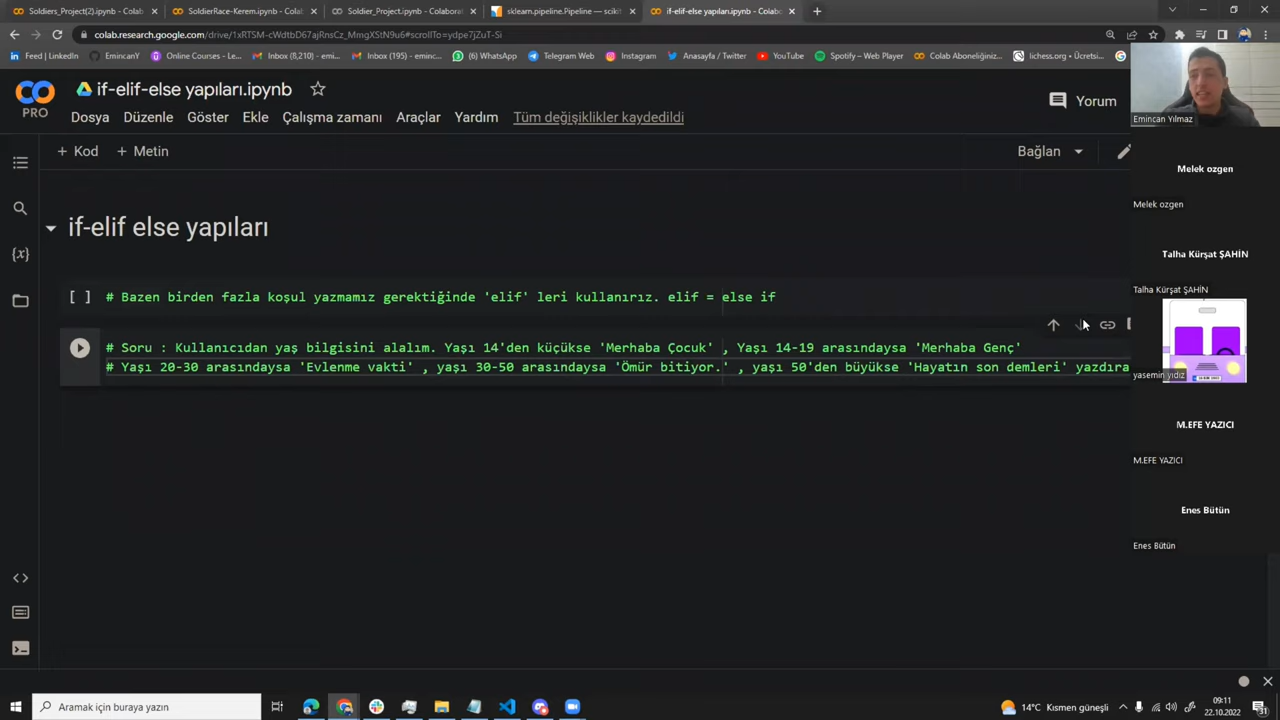 Soldiers_Project(2).ipynb - Colab
SoldierRace-Kerem.ipynb - Colab
Soldier_Project.ipynb - Colaborat
sklearn.pipeline.Pipeline — scikit
if-elif-else yapıları.ipynb - Colabo
colab.research.google.com/drive/1xRTSm-cWdtbD67ajRnsCz_MmgXStN9u6#scrollTo=ydpe7jZuT-Si
Feed | LinkedIn
EmincanY
Online Courses - Le...
Inbox (8,210) - emi...
Inbox (195) - eminc...
(6) WhatsApp
Telegram Web
Instagram
Anasayfa / Twitter
YouTube
Spotify – Web Player
Colab Aboneliğiniz...
lichess.org • Ücretsi...
PRO
if-elif-else yapıları.ipynb
Yorum
Dosya Düzenle Göster Ekle Çalışma zamanı Araçlar Yardım Tüm değişiklikler kaydedildi
+ Kod + Metin
Bağlan
if-elif else yapıları
[ ] # Bazen birden fazla koşul yazmamız gerektiğinde 'elif' leri kullanırız. elif = else if
# Soru : Kullanıcıdan yaş bilgisini alalım. Yaşı 14'den küçükse 'Merhaba Çocuk' , Yaşı 14-19 arasındaysa 'Merhaba Genç'
# Yaşı 20-30 arasındaysa 'Evlenme vakti' , yaşı 30-50 arasındaysa 'Ömür bitiyor.' , yaşı 50'den büyükse 'Hayatın son demleri' yazdıra
Emincan Yılmaz
Melek ozgen
Melek ozgen
Talha Kürşat ŞAHİN
Talha Kürşat ŞAHİN
yasemin yıdız
M.EFE YAZICI
M.EFE YAZICI
Enes Bütün
Enes Bütün
{x}
<>
Aramak için buraya yazın
14°C Kısmen güneşli
09:11
22.10.2022
31